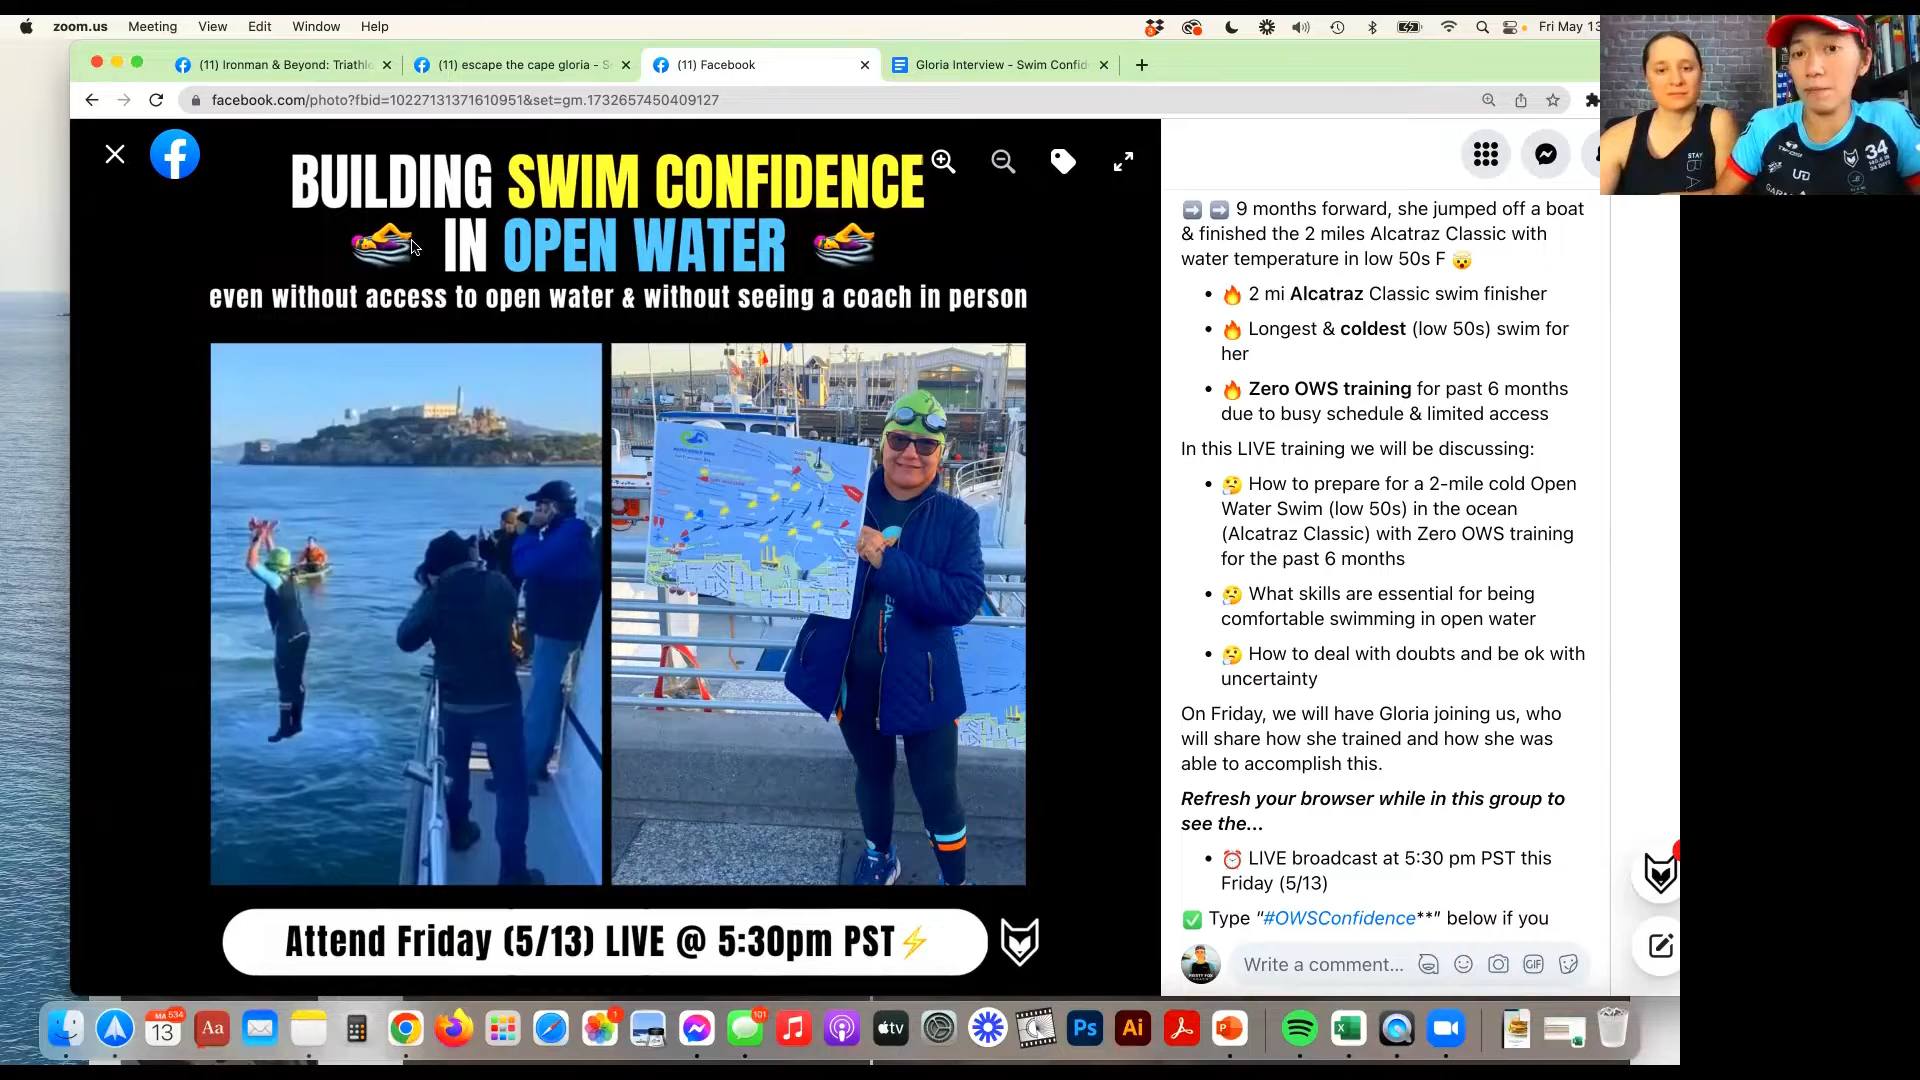 zoom.us Meeting View Edit Window Help
Fri May 13
(11) Ironman & Beyond: Triathl
(11) escape the cape gloria - S
(11) Facebook
Gloria Interview - Swim Confid
facebook.com/photo?fbid=10227131371610951&set=gm.1732657450409127
BUILDING SWIM CONFIDENCE
IN OPEN WATER
even without access to open water & without seeing a coach in person
Attend Friday (5/13) LIVE @ 5:30pm PST
9 months forward, she jumped off a boat
& finished the 2 miles Alcatraz Classic with
water temperature in low 50s F
2 mi Alcatraz Classic swim finisher
Longest & coldest (low 50s) swim for
her
Zero OWS training for past 6 months
due to busy schedule & limited access
In this LIVE training we will be discussing:
How to prepare for a 2-mile cold Open
Water Swim (low 50s) in the ocean
(Alcatraz Classic) with Zero OWS training
for the past 6 months
What skills are essential for being
comfortable swimming in open water
How to deal with doubts and be ok with
uncertainty
On Friday, we will have Gloria joining us, who
will share how she trained and how she was
able to accomplish this.
Refresh your browser while in this group to
see the...
LIVE broadcast at 5:30 pm PST this
Friday (5/13)
Type "#OWSConfidence**" below if you
Write a comment...
GIF
STAY
34
13
Aa
101
tv
Ps
Ai